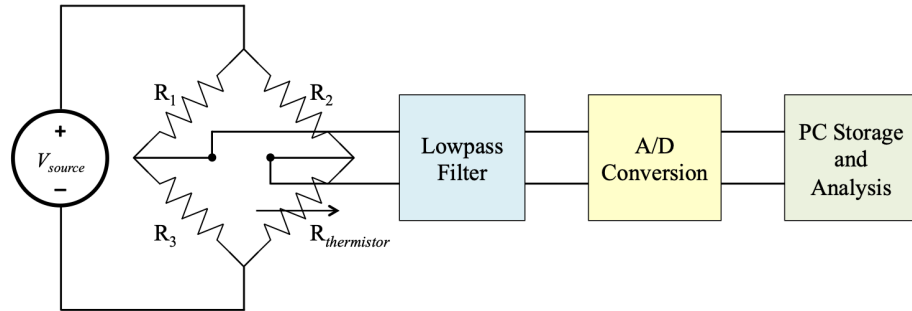 R1
R2
+
Vsource
−
R3
Rthermistor
Lowpass
Filter
A/D
Conversion
PC Storage
and
Analysis